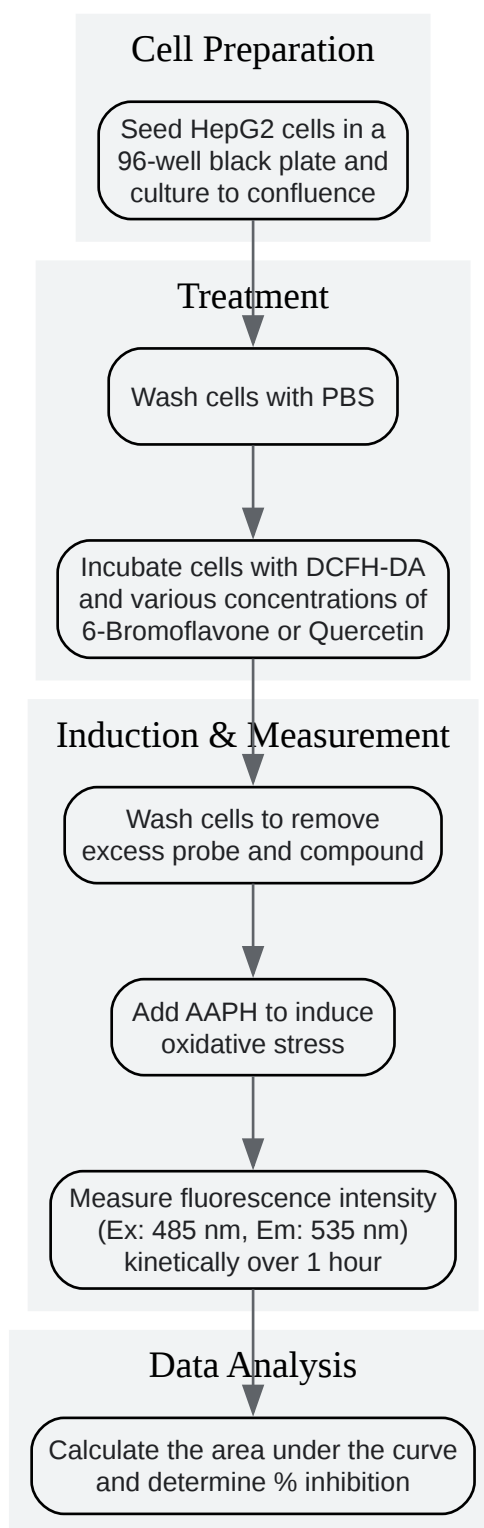 Cell Preparation
Seed HepG2 cells in a
96-well black plate and
culture to confluence
Treatment
Wash cells with PBS
Incubate cells with DCFH-DA
and various concentrations of
6-Bromoflavone or Quercetin
Induction & Measurement
Wash cells to remove
excess probe and compound
Add AAPH to induce
oxidative stress
Measure fluorescence intensity
(Ex: 485 nm, Em: 535 nm)
kinetically over 1 hour
Data Analysis
Calculate the area under the curve
and determine % inhibition